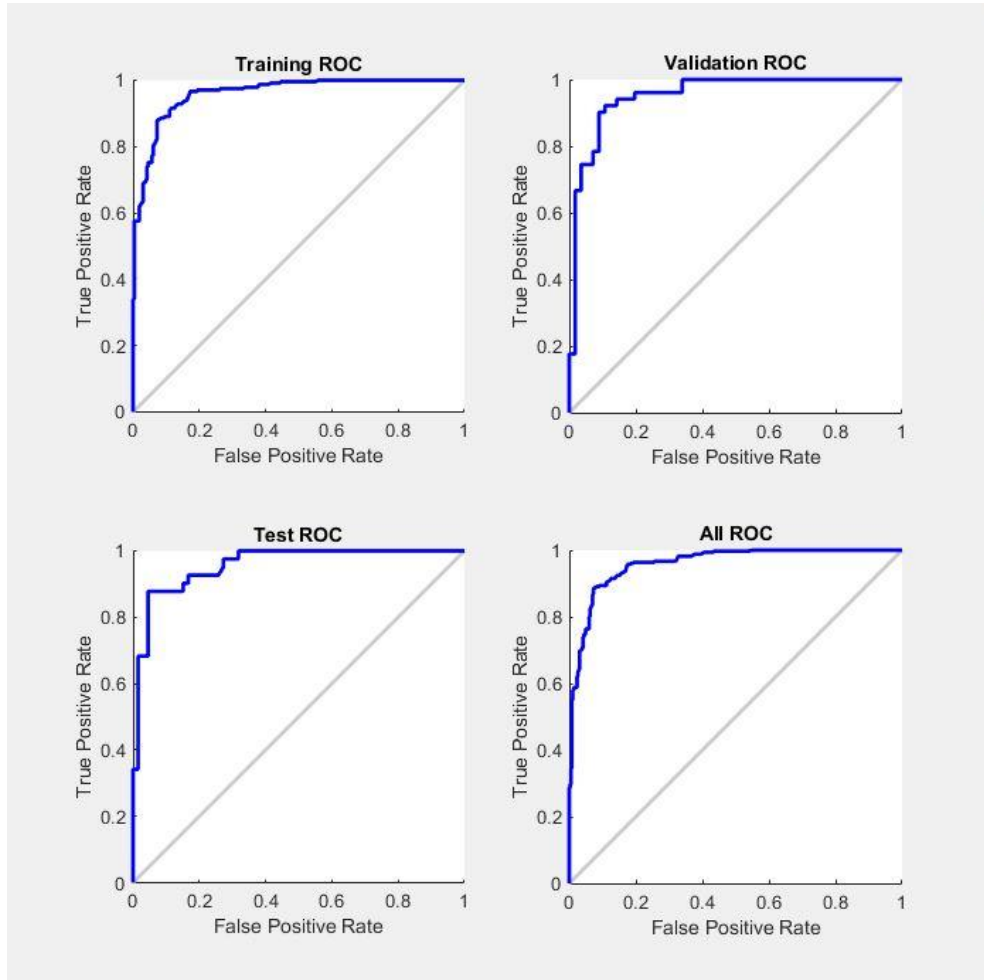 Training ROC
1
0.8
0.6
0.4
0.2
0
True Positive Rate
0 0.2 0.4 0.6 0.8 1
False Positive Rate
Validation ROC
1
0.8
0.6
0.4
0.2
0
True Positive Rate
0 0.2 0.4 0.6 0.8 1
False Positive Rate
Test ROC
1
0.8
0.6
0.4
0.2
0
True Positive Rate
0 0.2 0.4 0.6 0.8 1
False Positive Rate
All ROC
1
0.8
0.6
0.4
0.2
0
True Positive Rate
0 0.2 0.4 0.6 0.8 1
False Positive Rate